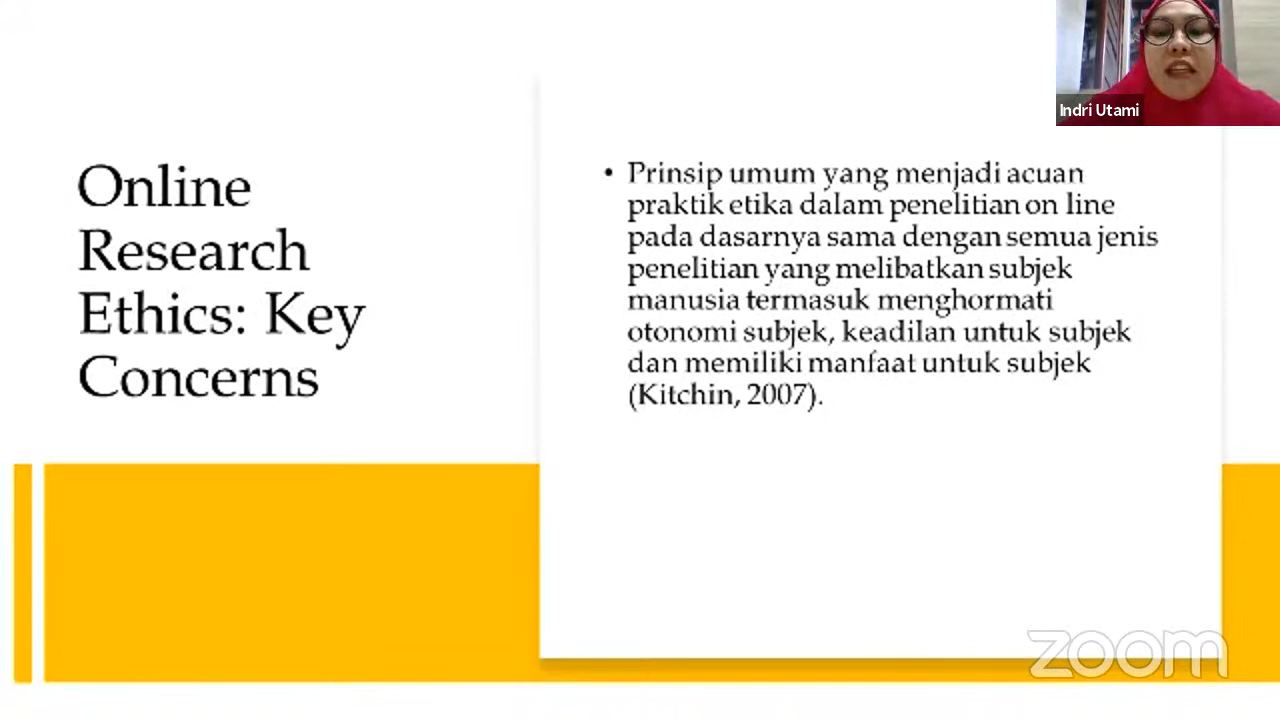 Online
Research
Ethics: Key
Concerns
• Prinsip umum yang menjadi acuan
praktik etika dalam penelitian on line
pada dasarnya sama dengan semua jenis
penelitian yang melibatkan subjek
manusia termasuk menghormati
otonomi subjek, keadilan untuk subjek
dan memiliki manfaat untuk subjek
(Kitchin, 2007).
Indri Utami
zoom